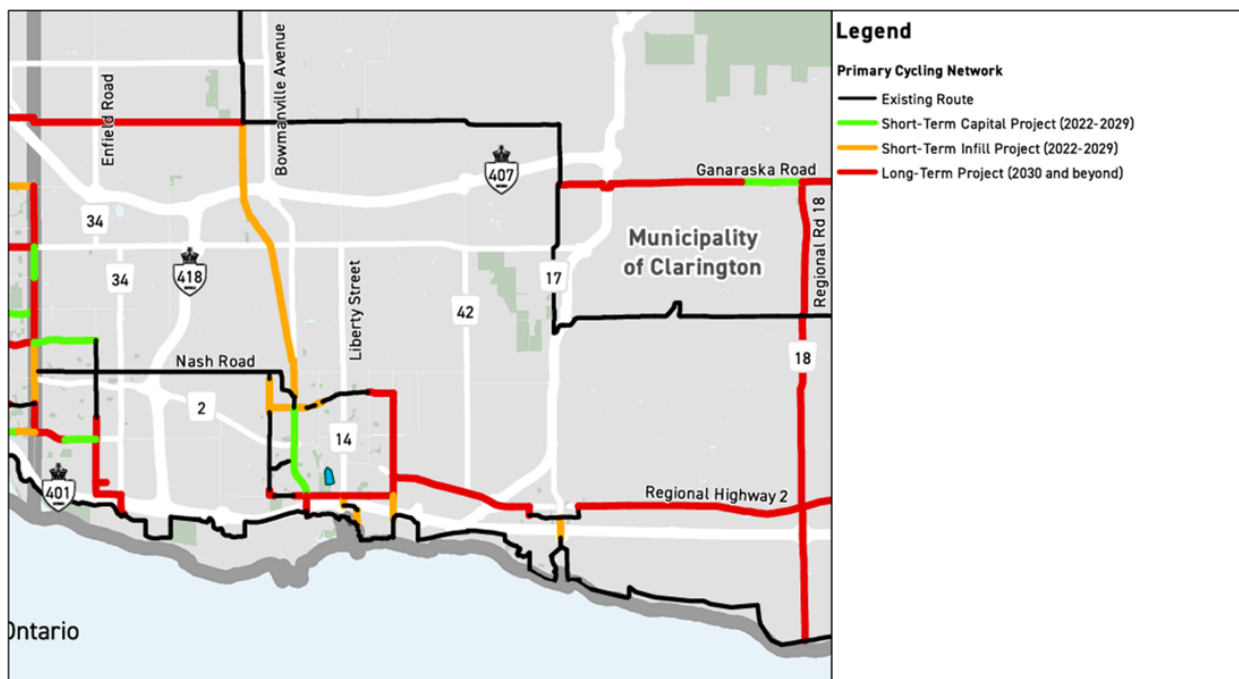 Legend
Primary Cycling Network
Existing Route
Short-Term Capital Project (2022-2029)
Short-Term Infill Project (2022-2029)
Long-Term Project (2030 and beyond)
Enfield Road
Bowmanville Avenue
407
Ganaraska Road
34
Regional Rd 18
Municipality
of Clarington
418
34
17
42
Liberty Street
Nash Road
18
2
14
401
Regional Highway 2
Ontario